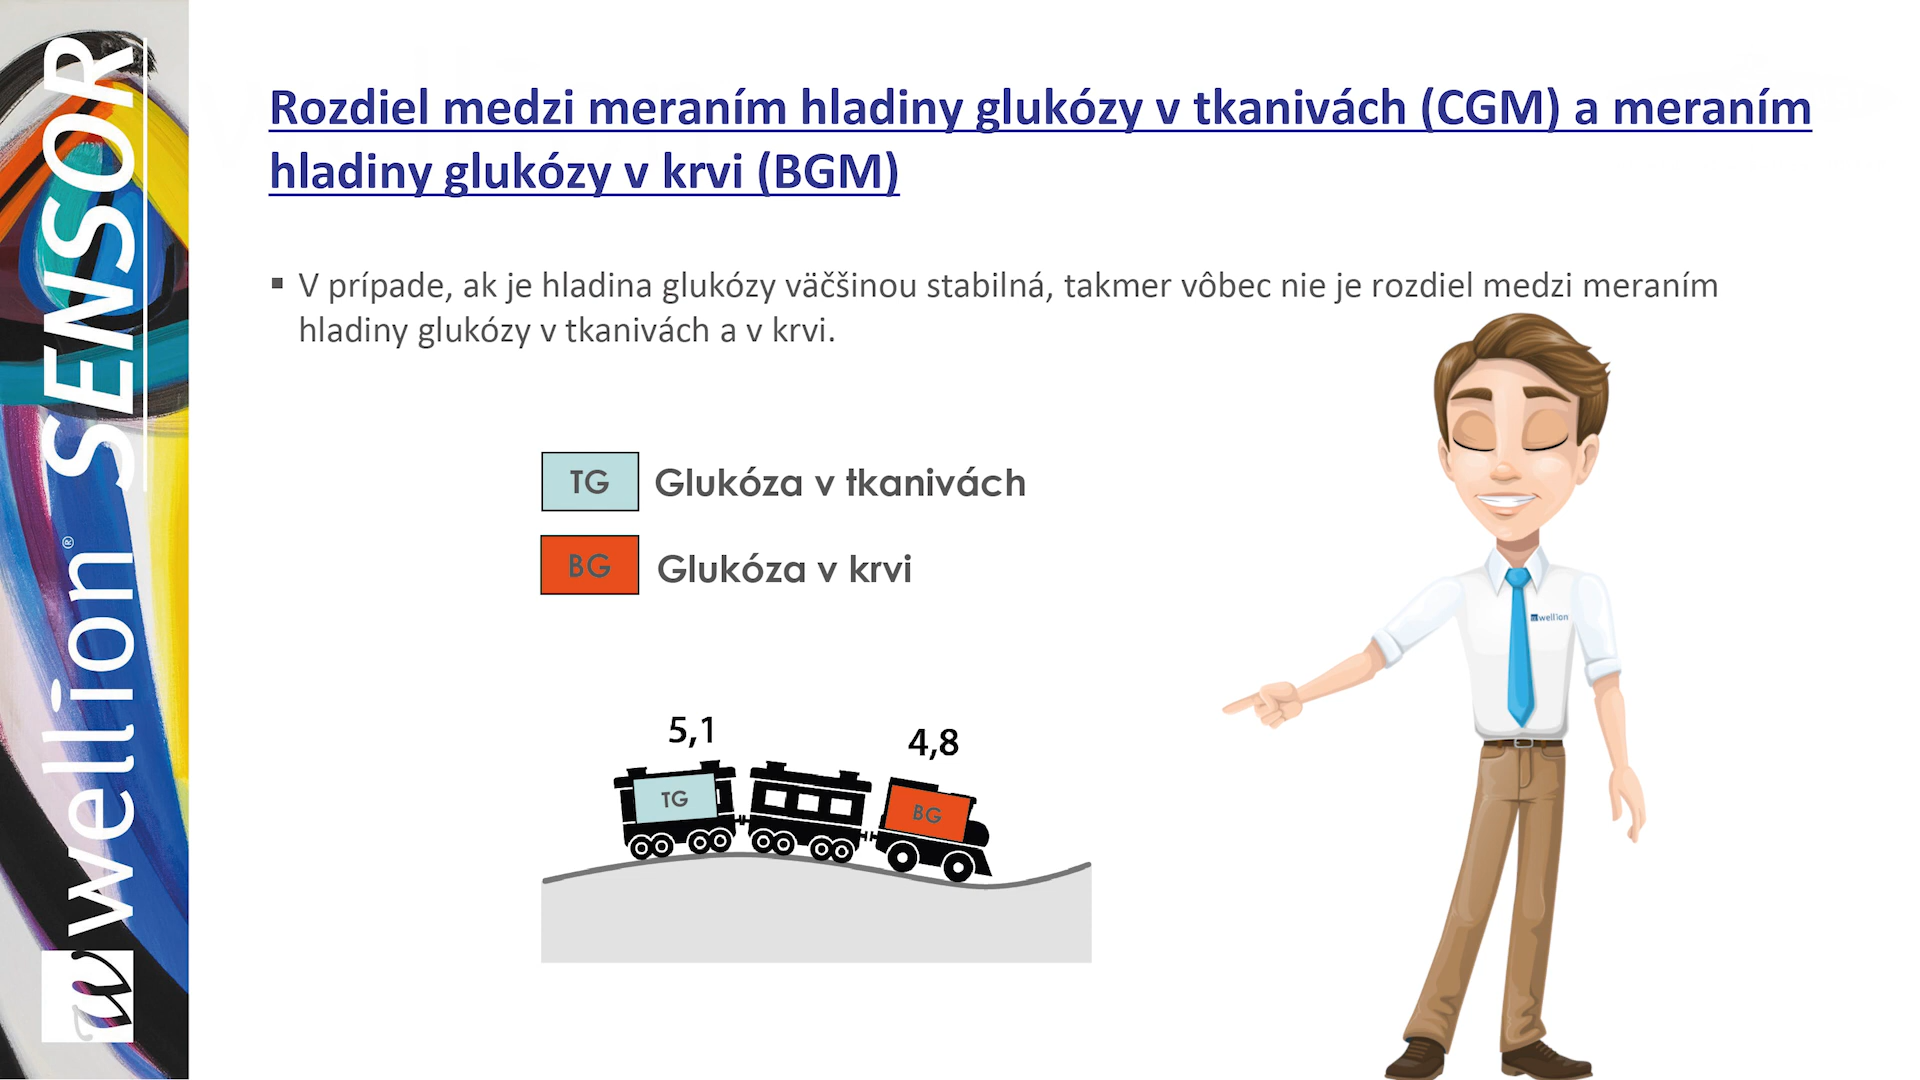 Rozdiel medzi meraním hladiny glukózy v tkanivách (CGM) a meraním
hladiny glukózy v krvi (BGM)
▪ V prípade, ak je hladina glukózy väčšinou stabilná, takmer vôbec nie je rozdiel medzi meraním
hladiny glukózy v tkanivách a v krvi.
TG Glukóza v tkanivách
BG Glukóza v krvi
5,1
4,8
TG
BG
wellion
wellion® SENSOR